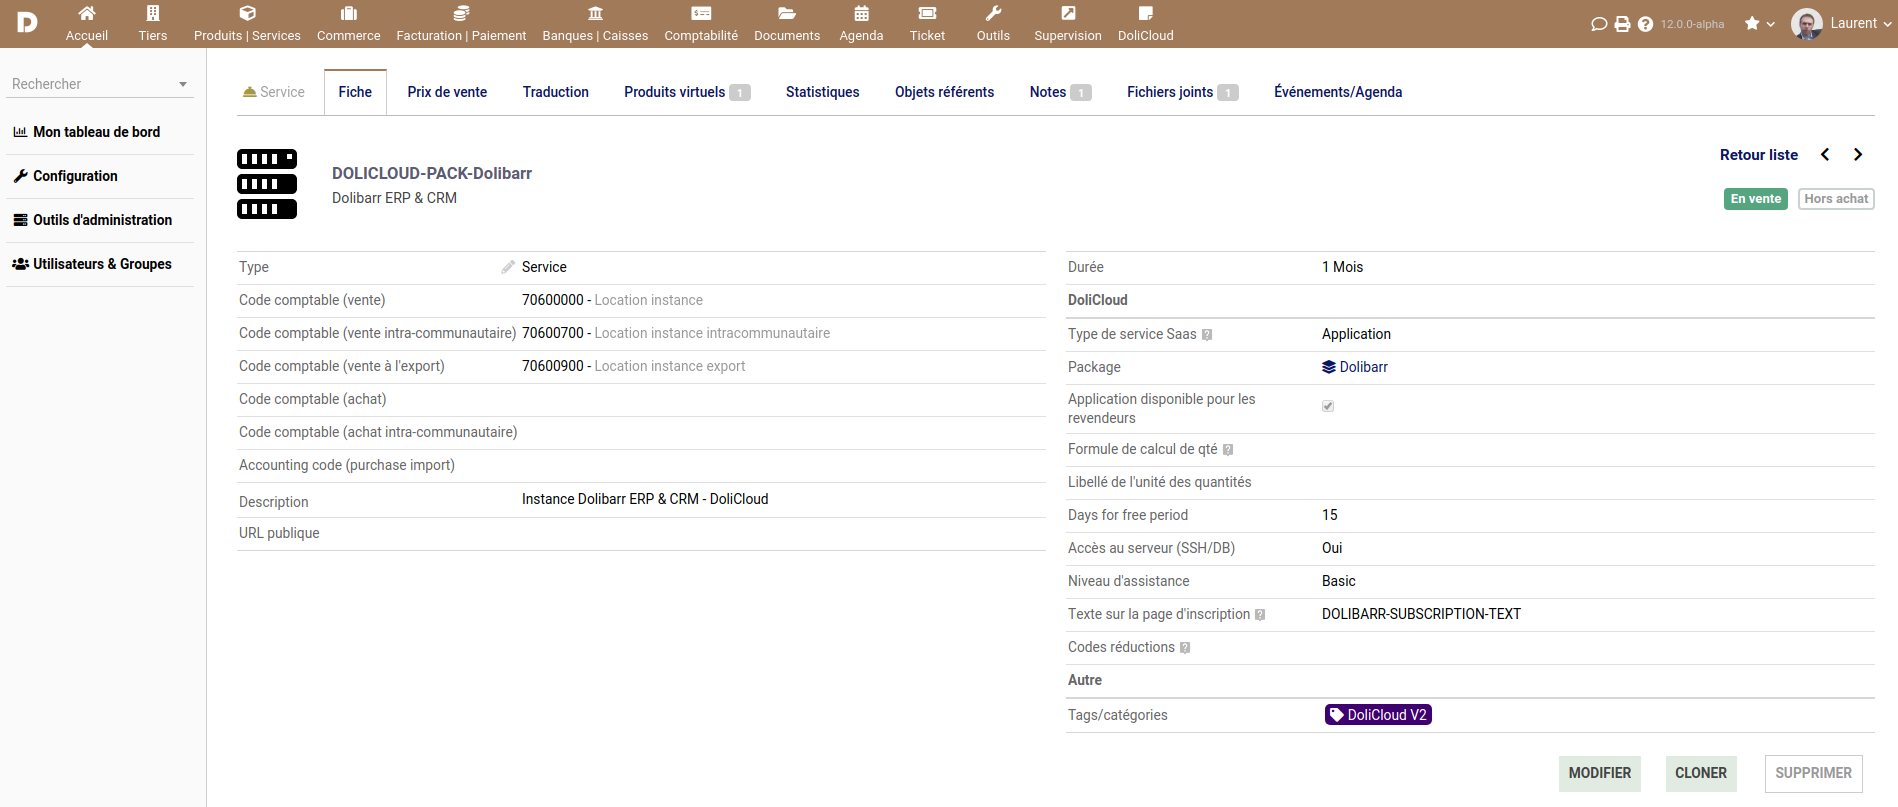 D
Accueil
Tiers
Produits | Services
Commerce
Facturation | Paiement
Banques | Caisses
Comptabilité
Documents
Agenda
Ticket
Outils
Supervision
DoliCloud
12.0.0-alpha
Laurent
Rechercher
Mon tableau de bord
Configuration
Outils d'administration
Utilisateurs & Groupes
Service
Fiche
Prix de vente
Traduction
Produits virtuels 1
Statistiques
Objets référents
Notes 1
Fichiers joints 1
Événements/Agenda
DOLICLOUD-PACK-Dolibarr
Dolibarr ERP & CRM
Retour liste
En vente
Hors achat
Type Service
Code comptable (vente) 70600000 - Location instance
Code comptable (vente intra-communautaire) 70600700 - Location instance intracommunautaire
Code comptable (vente à l'export) 70600900 - Location instance export
Code comptable (achat)
Code comptable (achat intra-communautaire)
Accounting code (purchase import)
Description Instance Dolibarr ERP & CRM - DoliCloud
URL publique
Durée 1 Mois
DoliCloud
Type de service Saas ? Application
Package Dolibarr
Application disponible pour les
revendeurs
Formule de calcul de qté ?
Libellé de l'unité des quantités
Days for free period 15
Accès au serveur (SSH/DB) Oui
Niveau d'assistance Basic
Texte sur la page d'inscription ? DOLIBARR-SUBSCRIPTION-TEXT
Codes réductions ?
Autre
Tags/catégories DoliCloud V2
MODIFIER
CLONER
SUPPRIMER